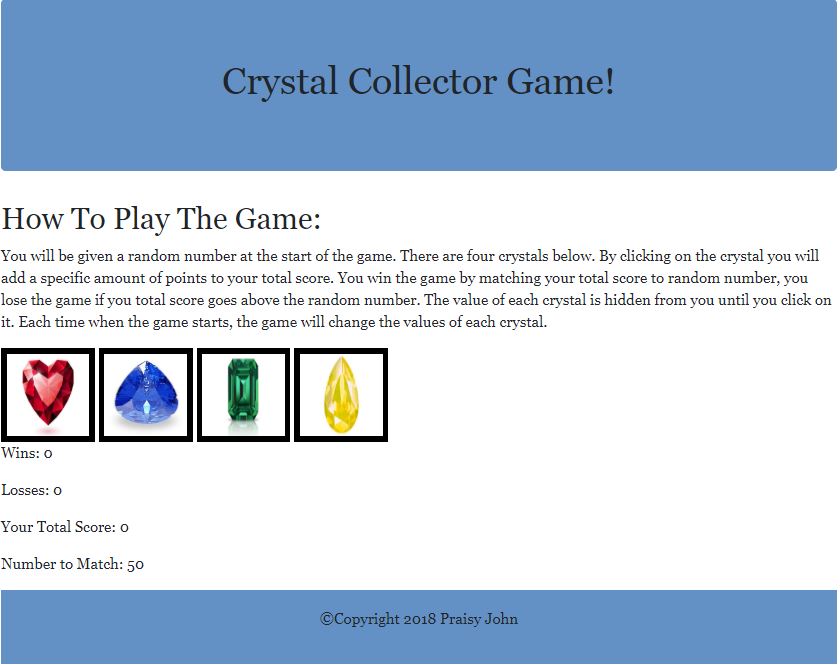 Crystal Collector Game!
How To Play The Game:
You will be given a random number at the start of the game. There are four crystals below. By clicking on the crystal you will
add a specific amount of points to your total score. You win the game by matching your total score to random number, you
lose the game if you total score goes above the random number. The value of each crystal is hidden from you until you click on
it. Each time when the game starts, the game will change the values of each crystal.
Wins: 0
Losses: 0
Your Total Score: 0
Number to Match: 50
©Copyright 2018 Praisy John